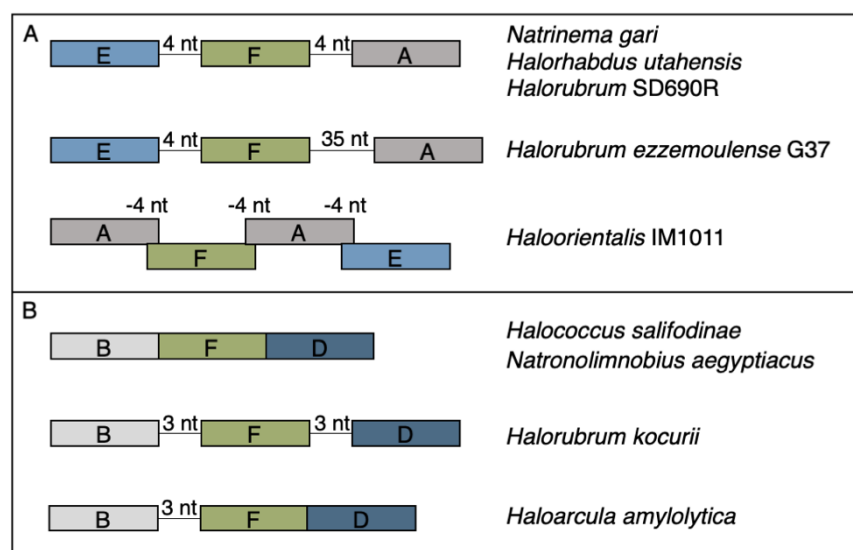 A
4 nt 4 nt
E F A
Natrinema gari
Halorhabdus utahensis
Halorubrum SD690R
4 nt 35 nt
E F A
Halorubrum ezzemoulense G37
-4 nt -4 nt -4 nt
A A
F E
Haloorientalis IM1011
B
B F D
Halococcus salifodinae
Natronolimnobius aegyptiacus
3 nt 3 nt
B F D
Halorubrum kocurii
3 nt
B F D
Haloarcula amylolytica